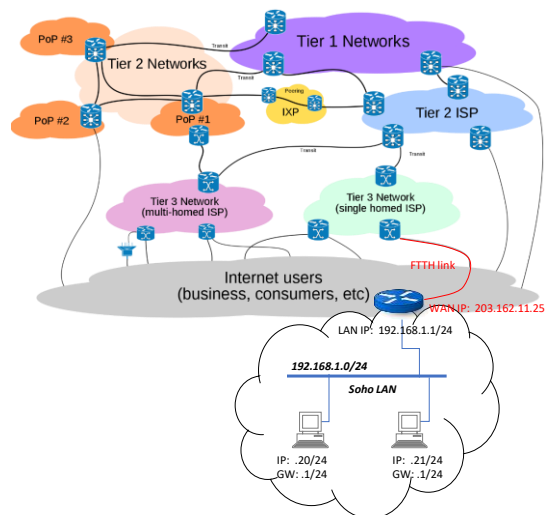 PoP #3
Tier 1 Networks
Transit
Tier 2 Networks
Transit
Peering
IXP
PoP #2
PoP #1
Tier 2 ISP
Transit
Transit
Tier 3 Network
(multi-homed ISP)
Tier 3 Network
(single homed ISP)
FTTH link
Internet users
(business, consumers, etc)
WAN IP: 203.162.11.25
LAN IP: 192.168.1.1/24
192.168.1.0/24
Soho LAN
IP: .20/24
GW: .1/24
IP: .21/24
GW: .1/24